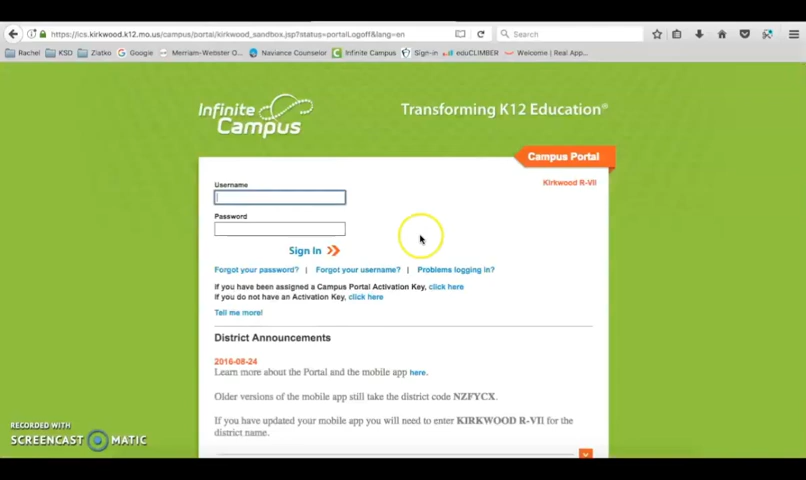 https://ics.kirkwood.k12.mo.us/campus/portal/kirkwood_sandbox.jsp?status=portalLogoff&lang=en
Search
Rachel KSD Zlatko Google Merriam-Webster O... Naviance Counselor Infinite Campus Sign-in eduCLIMBER Welcome | Real App...
Infinite Campus
Transforming K12 Education®
Campus Portal
Kirkwood R-VII
Username
Password
Sign In
Forgot your password? | Forgot your username? | Problems logging in?
If you have been assigned a Campus Portal Activation Key, click here
If you do not have an Activation Key, click here
Tell me more!
District Announcements
2016-08-24
Learn more about the Portal and the mobile app here.
Older versions of the mobile app still take the district code NZFYCX.
If you have updated your mobile app you will need to enter KIRKWOOD R-VII for the
district name.
RECORDED WITH
SCREENCAST MATIC